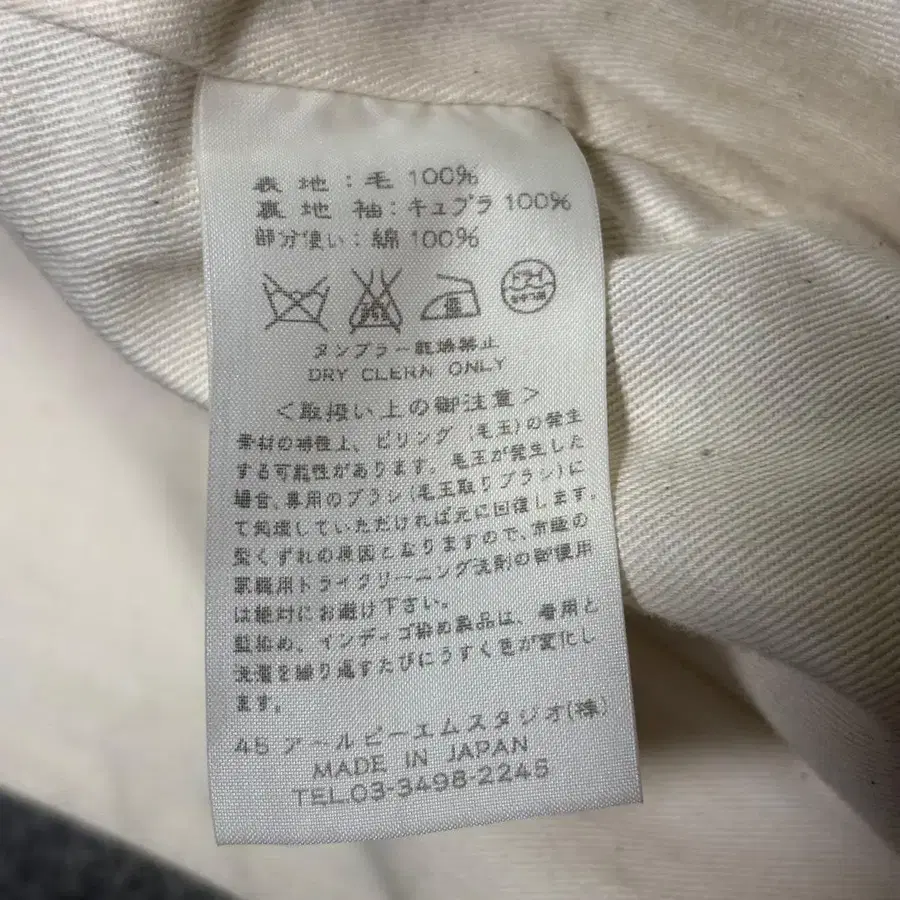 表 地 : 毛 100%
裏 地 袖 : キュプラ 100%
部分使い : 綿 100%
ドライ
タンブラー乾燥禁止
DRY CLEAN ONLY
<取扱い上の御注意>
素材の特性上、ピリング (毛玉) の発生
する可能性があります。毛玉が発生した
場合、専用のブラシ(毛玉取りブラシ)に
していただければ元に回復します。
型くずれの原因となりますので、市販の
家庭用ドライクリーニング洗剤の御使用
は絶対にお避け下さい。
藍染め、インディゴ染め製品は、着用と
洗濯を繰り返すたびにうすく色が変化し
ます。
45 アールピーエムスタジオ(株)
MADE IN JAPAN
TEL.03-3498-2245